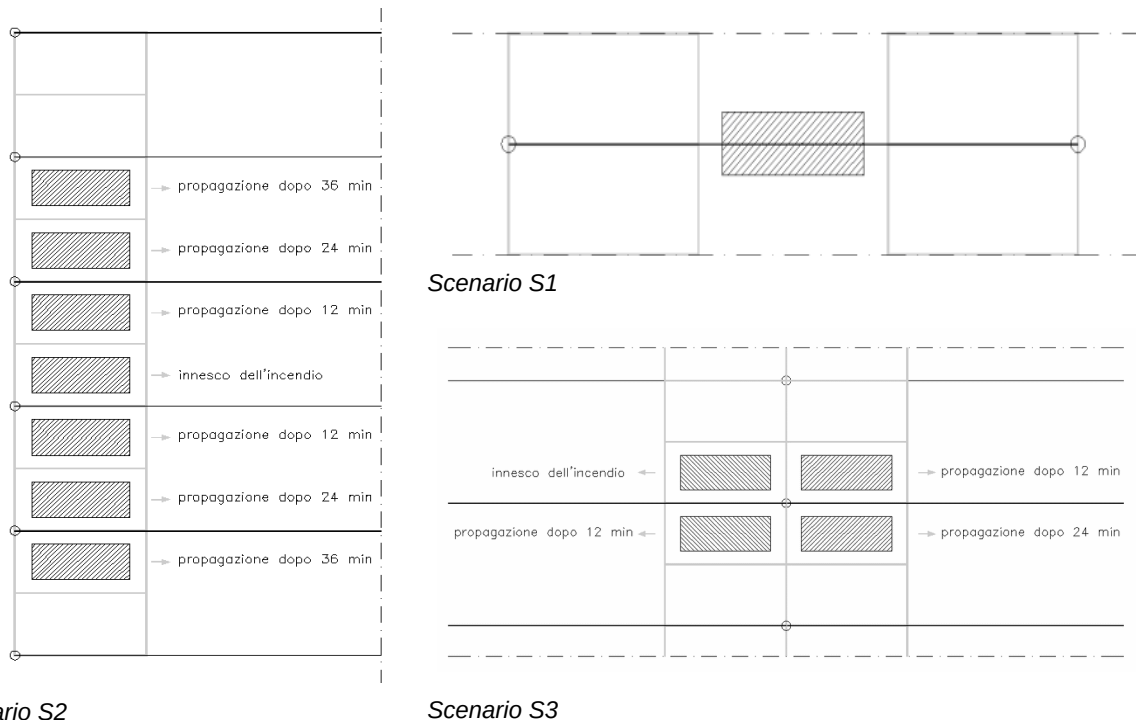 propagazione dopo 36 min
propagazione dopo 24 min
propagazione dopo 12 min
innesco dell'incendio
propagazione dopo 12 min
propagazione dopo 24 min
propagazione dopo 36 min
ario S2
Scenario S1
innesco dell'incendio
propagazione dopo 12 min
propagazione dopo 12 min
propagazione dopo 24 min
Scenario S3